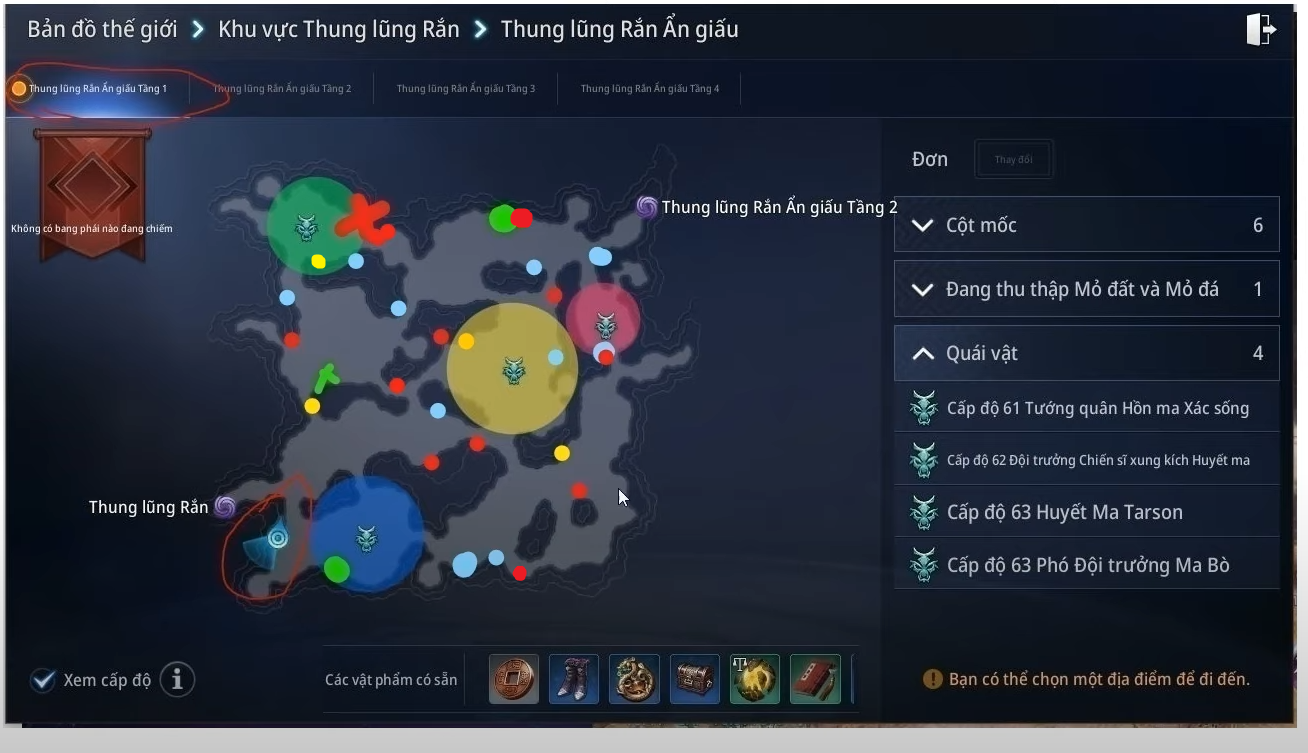 Bản đồ thế giới > Khu vực Thung lũng Rắn > Thung lũng Rắn Ẩn giấu
Thung lũng Rắn Ẩn giấu Tầng 1
Thung lũng Rắn Ẩn giấu Tầng 2
Thung lũng Rắn Ẩn giấu Tầng 3
Thung lũng Rắn Ẩn giấu Tầng 4
Không có bang phái nào đang chiếm
Thung lũng Rắn Ẩn giấu Tầng 2
Thung lũng Rắn
Đơn
Thay đổi
Cột mốc 6
Đang thu thập Mỏ đất và Mỏ đá 1
Quái vật 4
Cấp độ 61 Tướng quân Hồn ma Xác sống
Cấp độ 62 Đội trưởng Chiến sĩ xung kích Huyết ma
Cấp độ 63 Huyết Ma Tarson
Cấp độ 63 Phó Đội trưởng Ma Bò
Xem cấp độ
Các vật phẩm có sẵn
Bạn có thể chọn một địa điểm để đi đến.